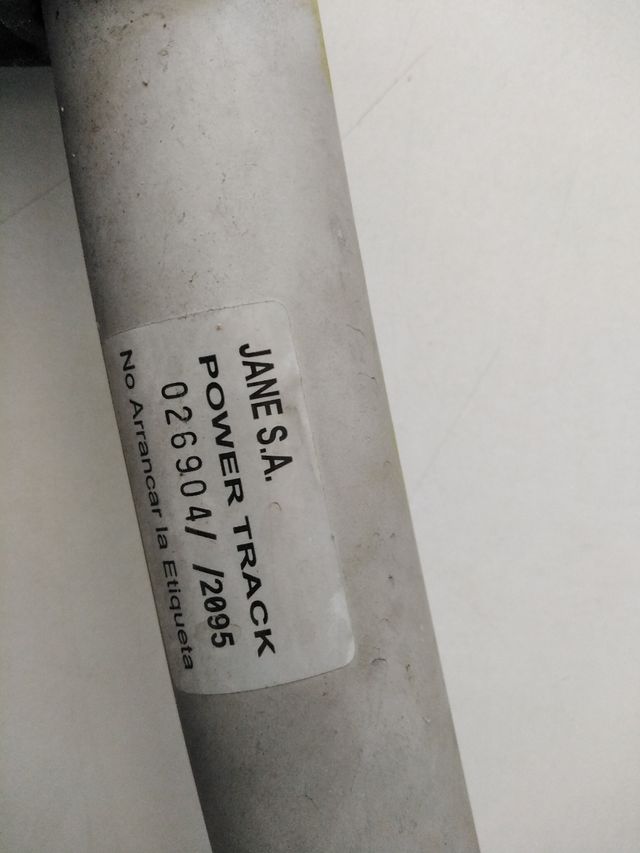 JANE S.A.
POWER TRACK
026904/ /2095
No Arrancar la Etiqueta